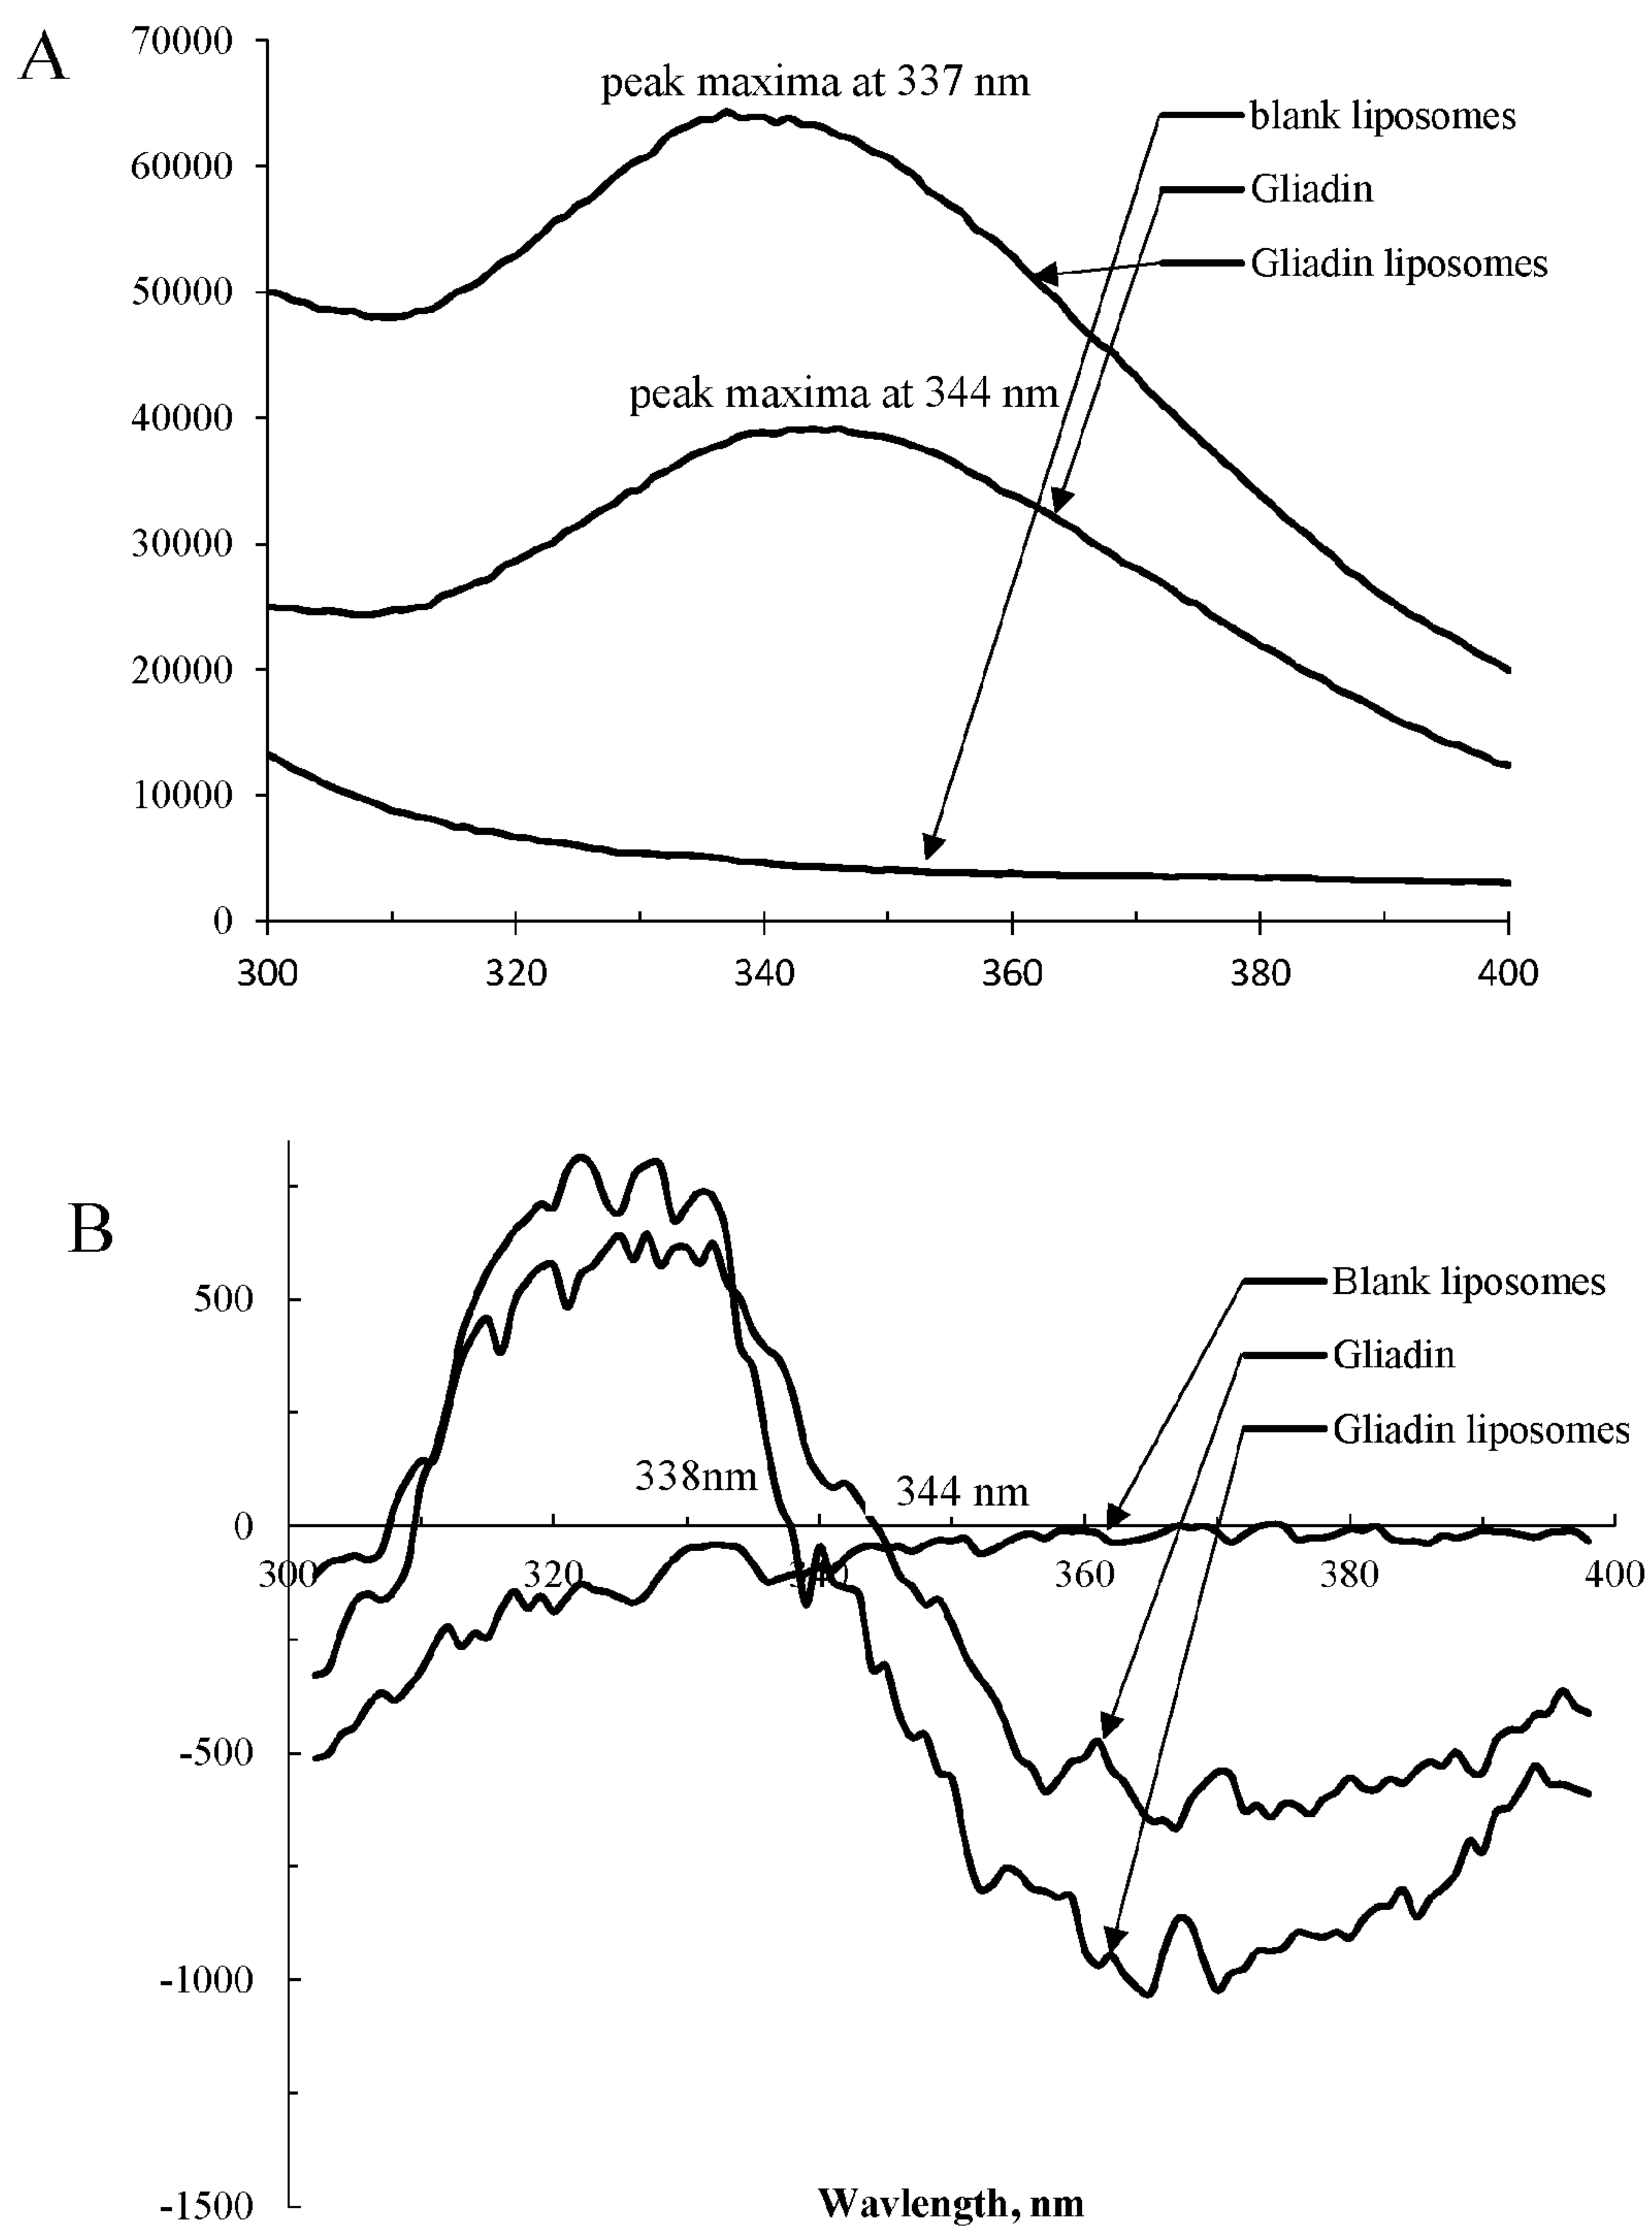 A
70000
peak maxima at 337 nm
blank liposomes
60000
Gliadin
Gliadin liposomes
50000
peak maxima at 344 nm
40000
30000
20000
10000
0
300 320 340 360 380 400
B
Blank liposomes
500
Gliadin
Gliadin liposomes
338nm
344 nm
0
300 320 340 360 380 400
-500
-1000
-1500
Wavlength, nm